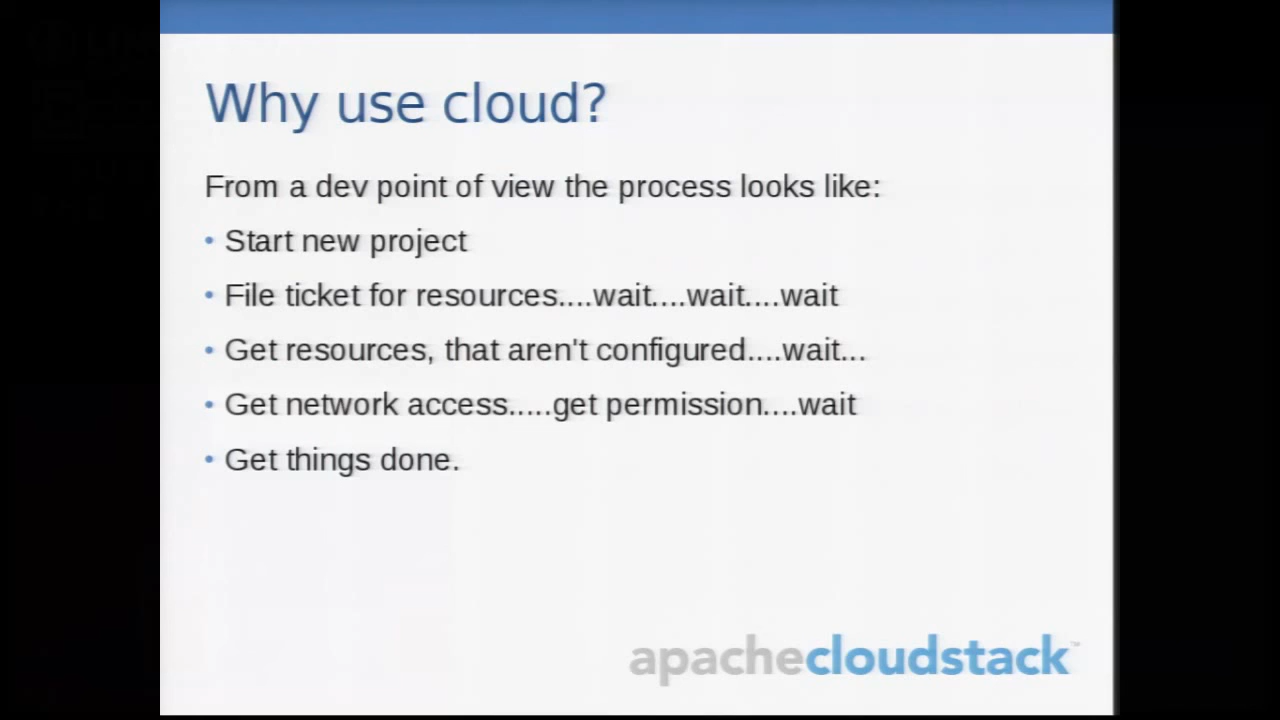 Why use cloud?
From a dev point of view the process looks like:
• Start new project
• File ticket for resources....wait....wait....wait
• Get resources, that aren't configured....wait...
• Get network access.....get permission....wait
• Get things done.
apachecloudstack™